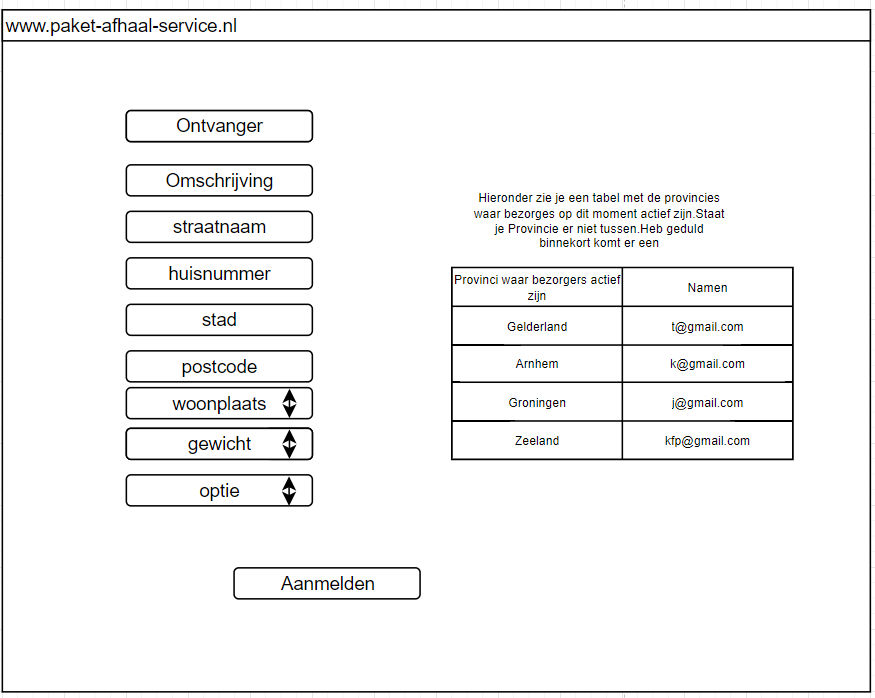 www.paket-afhaal-service.nl
Ontvanger
Omschrijving
straatnaam
huisnummer
stad
postcode
woonplaats
gewicht
optie
Aanmelden
Hieronder zie je een tabel met de provincies
waar bezorges op dit moment actief zijn.Staat
je Provincie er niet tussen.Heb geduld
binnekort komt er een
Provinci waar bezorgers actief
zijn
Namen
Gelderland
t@gmail.com
Arnhem
k@gmail.com
Groningen
j@gmail.com
Zeeland
kfp@gmail.com